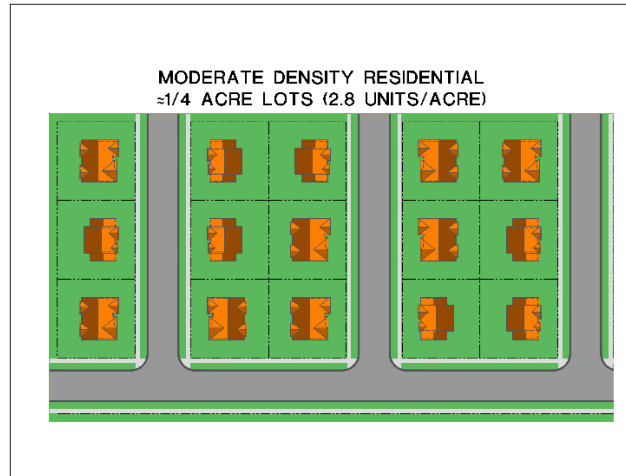 MODERATE DENSITY RESIDENTIAL
≈1/4 ACRE LOTS (2.8 UNITS/ACRE)